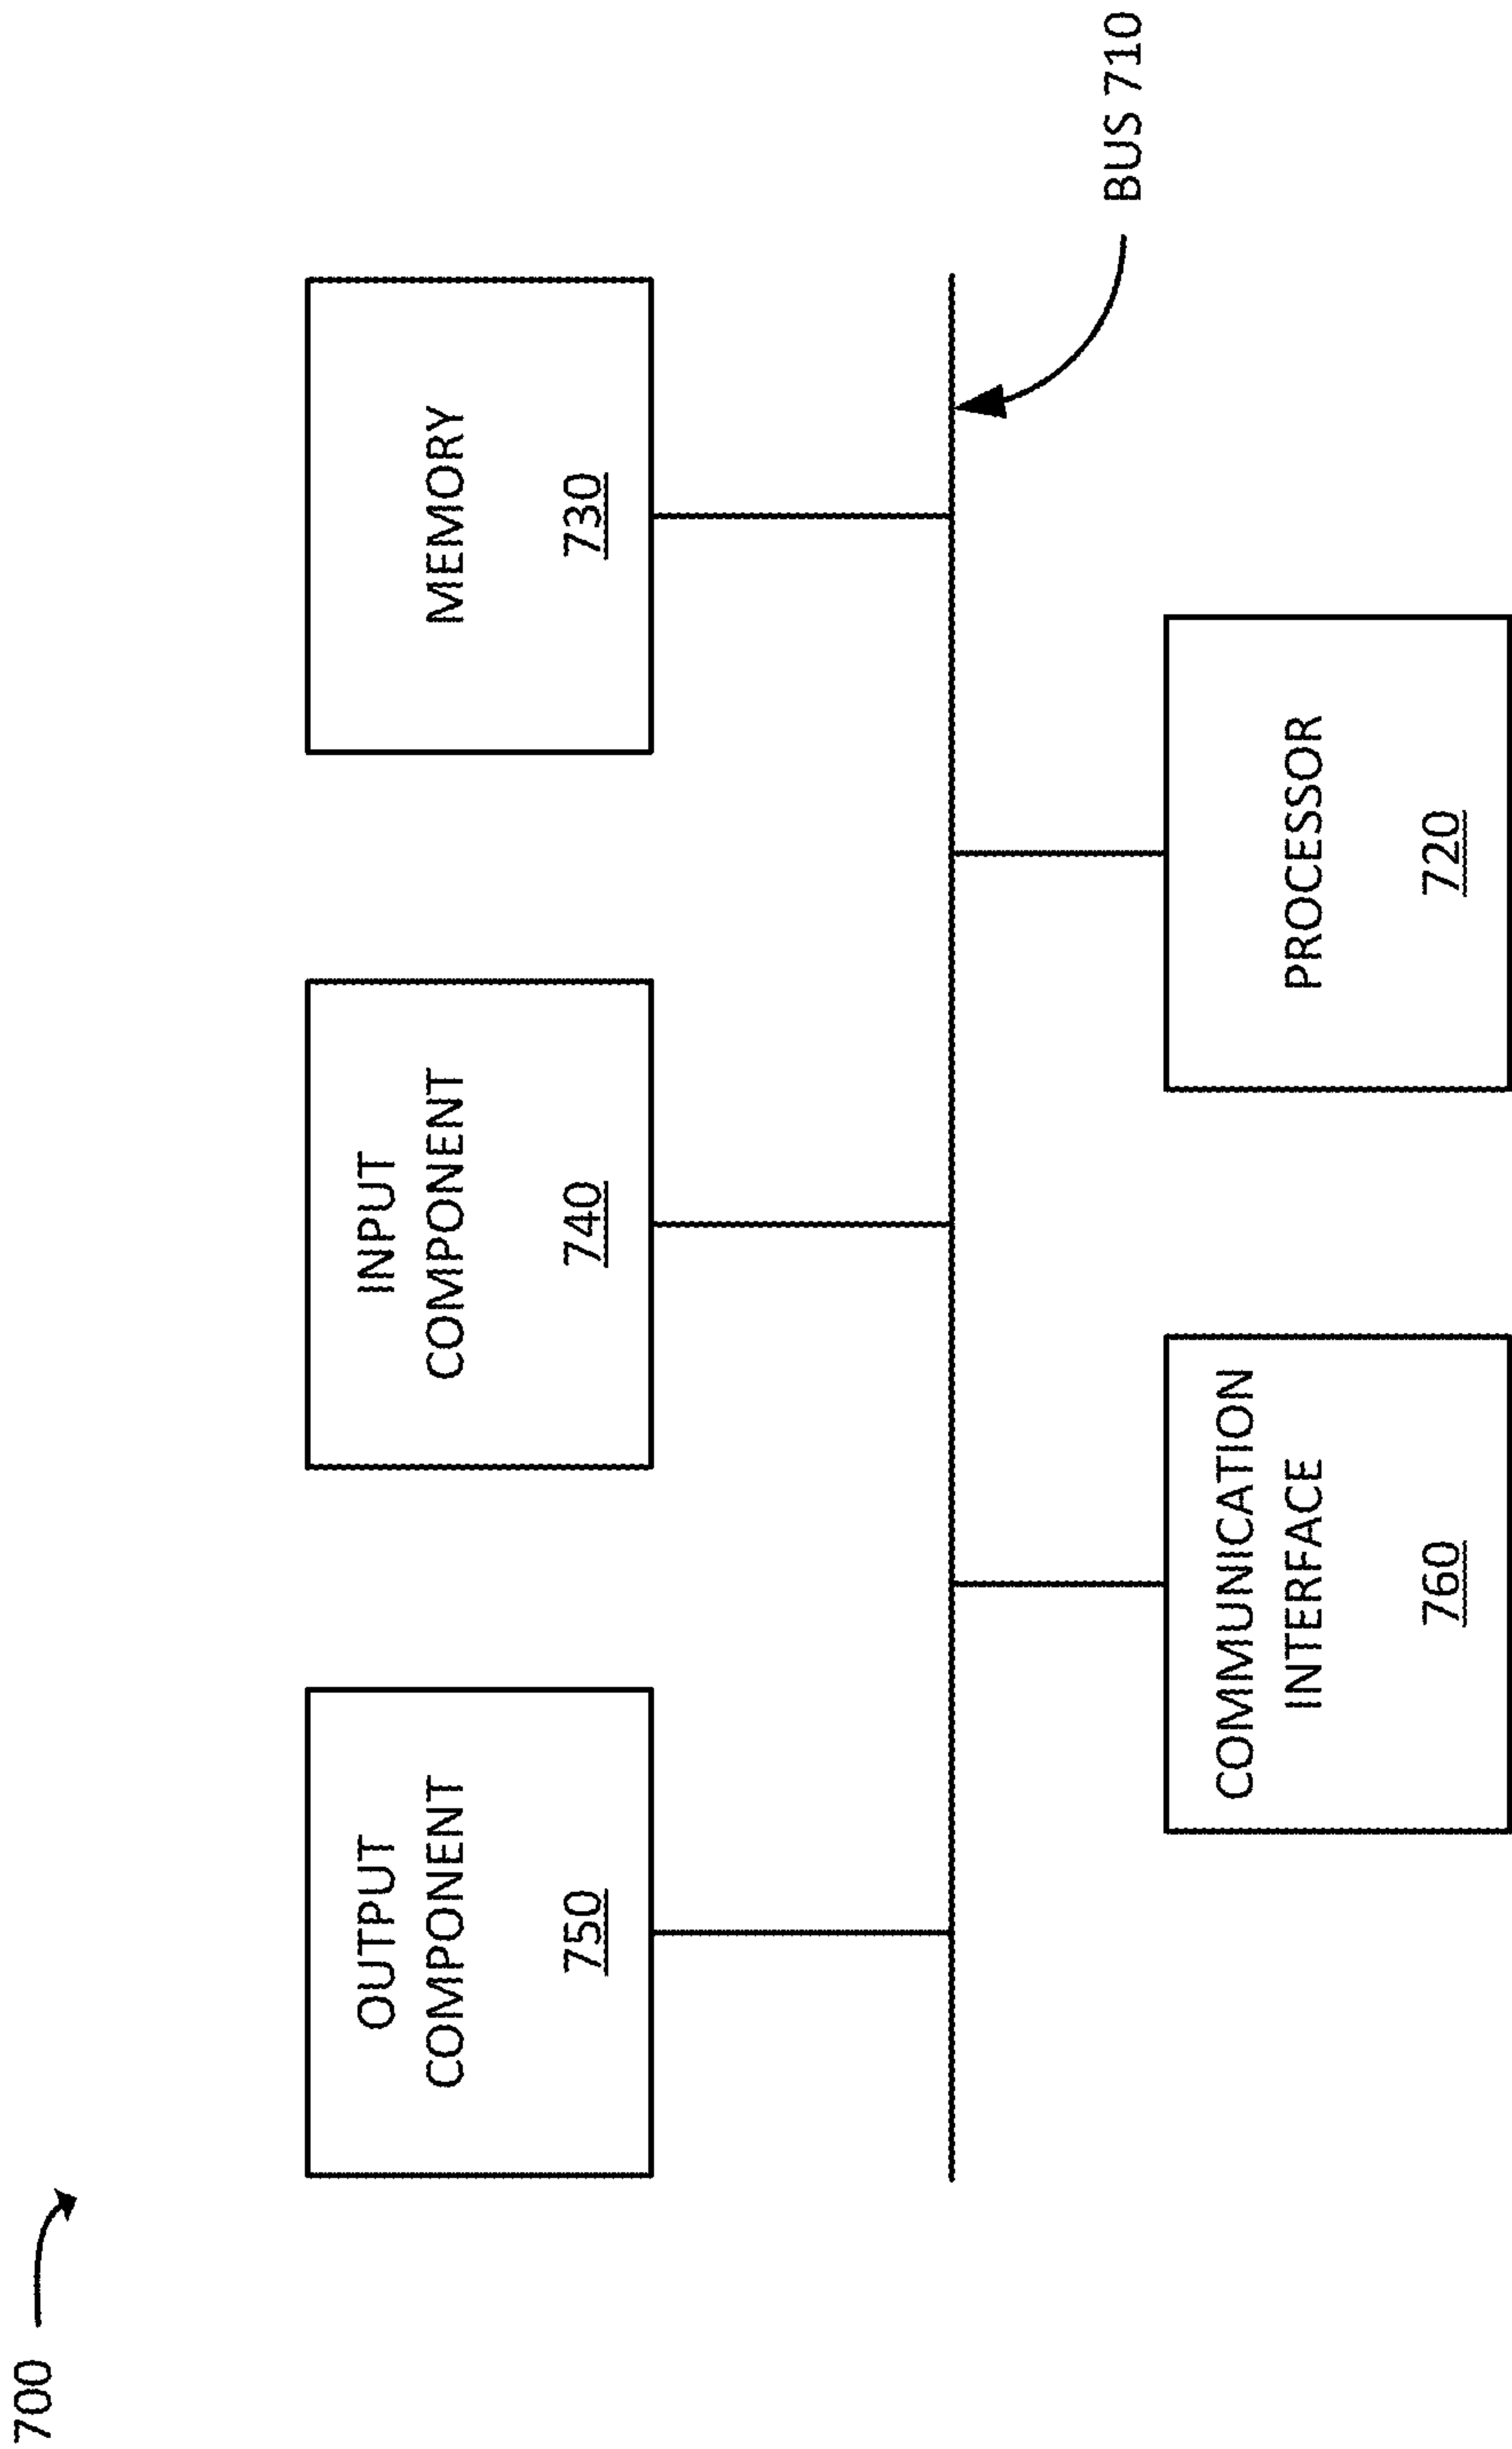 700
OUTPUT
COMPONENT
750
INPUT
COMPONENT
740
MEMORY
730
BUS 710
COMMUNICATION
INTERFACE
760
PROCESSOR
720